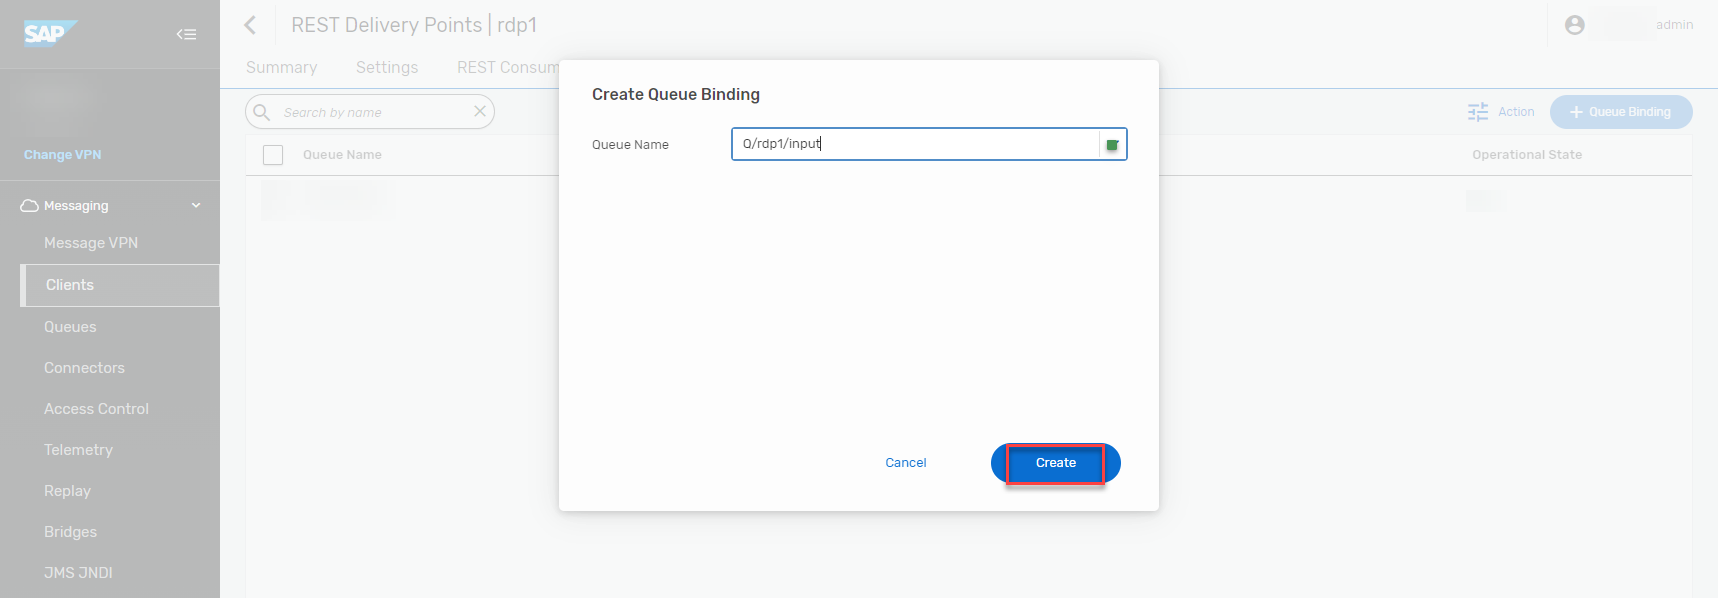 SAP
Change VPN
Messaging
Message VPN
Clients
Queues
Connectors
Access Control
Telemetry
Replay
Bridges
JMS JNDI
REST Delivery Points | rdp1
admin
Summary
Settings
REST Consum
Search by name
Action
Queue Binding
Queue Name
Operational State
Create Queue Binding
Queue Name
Q/rdp1/input
Cancel
Create